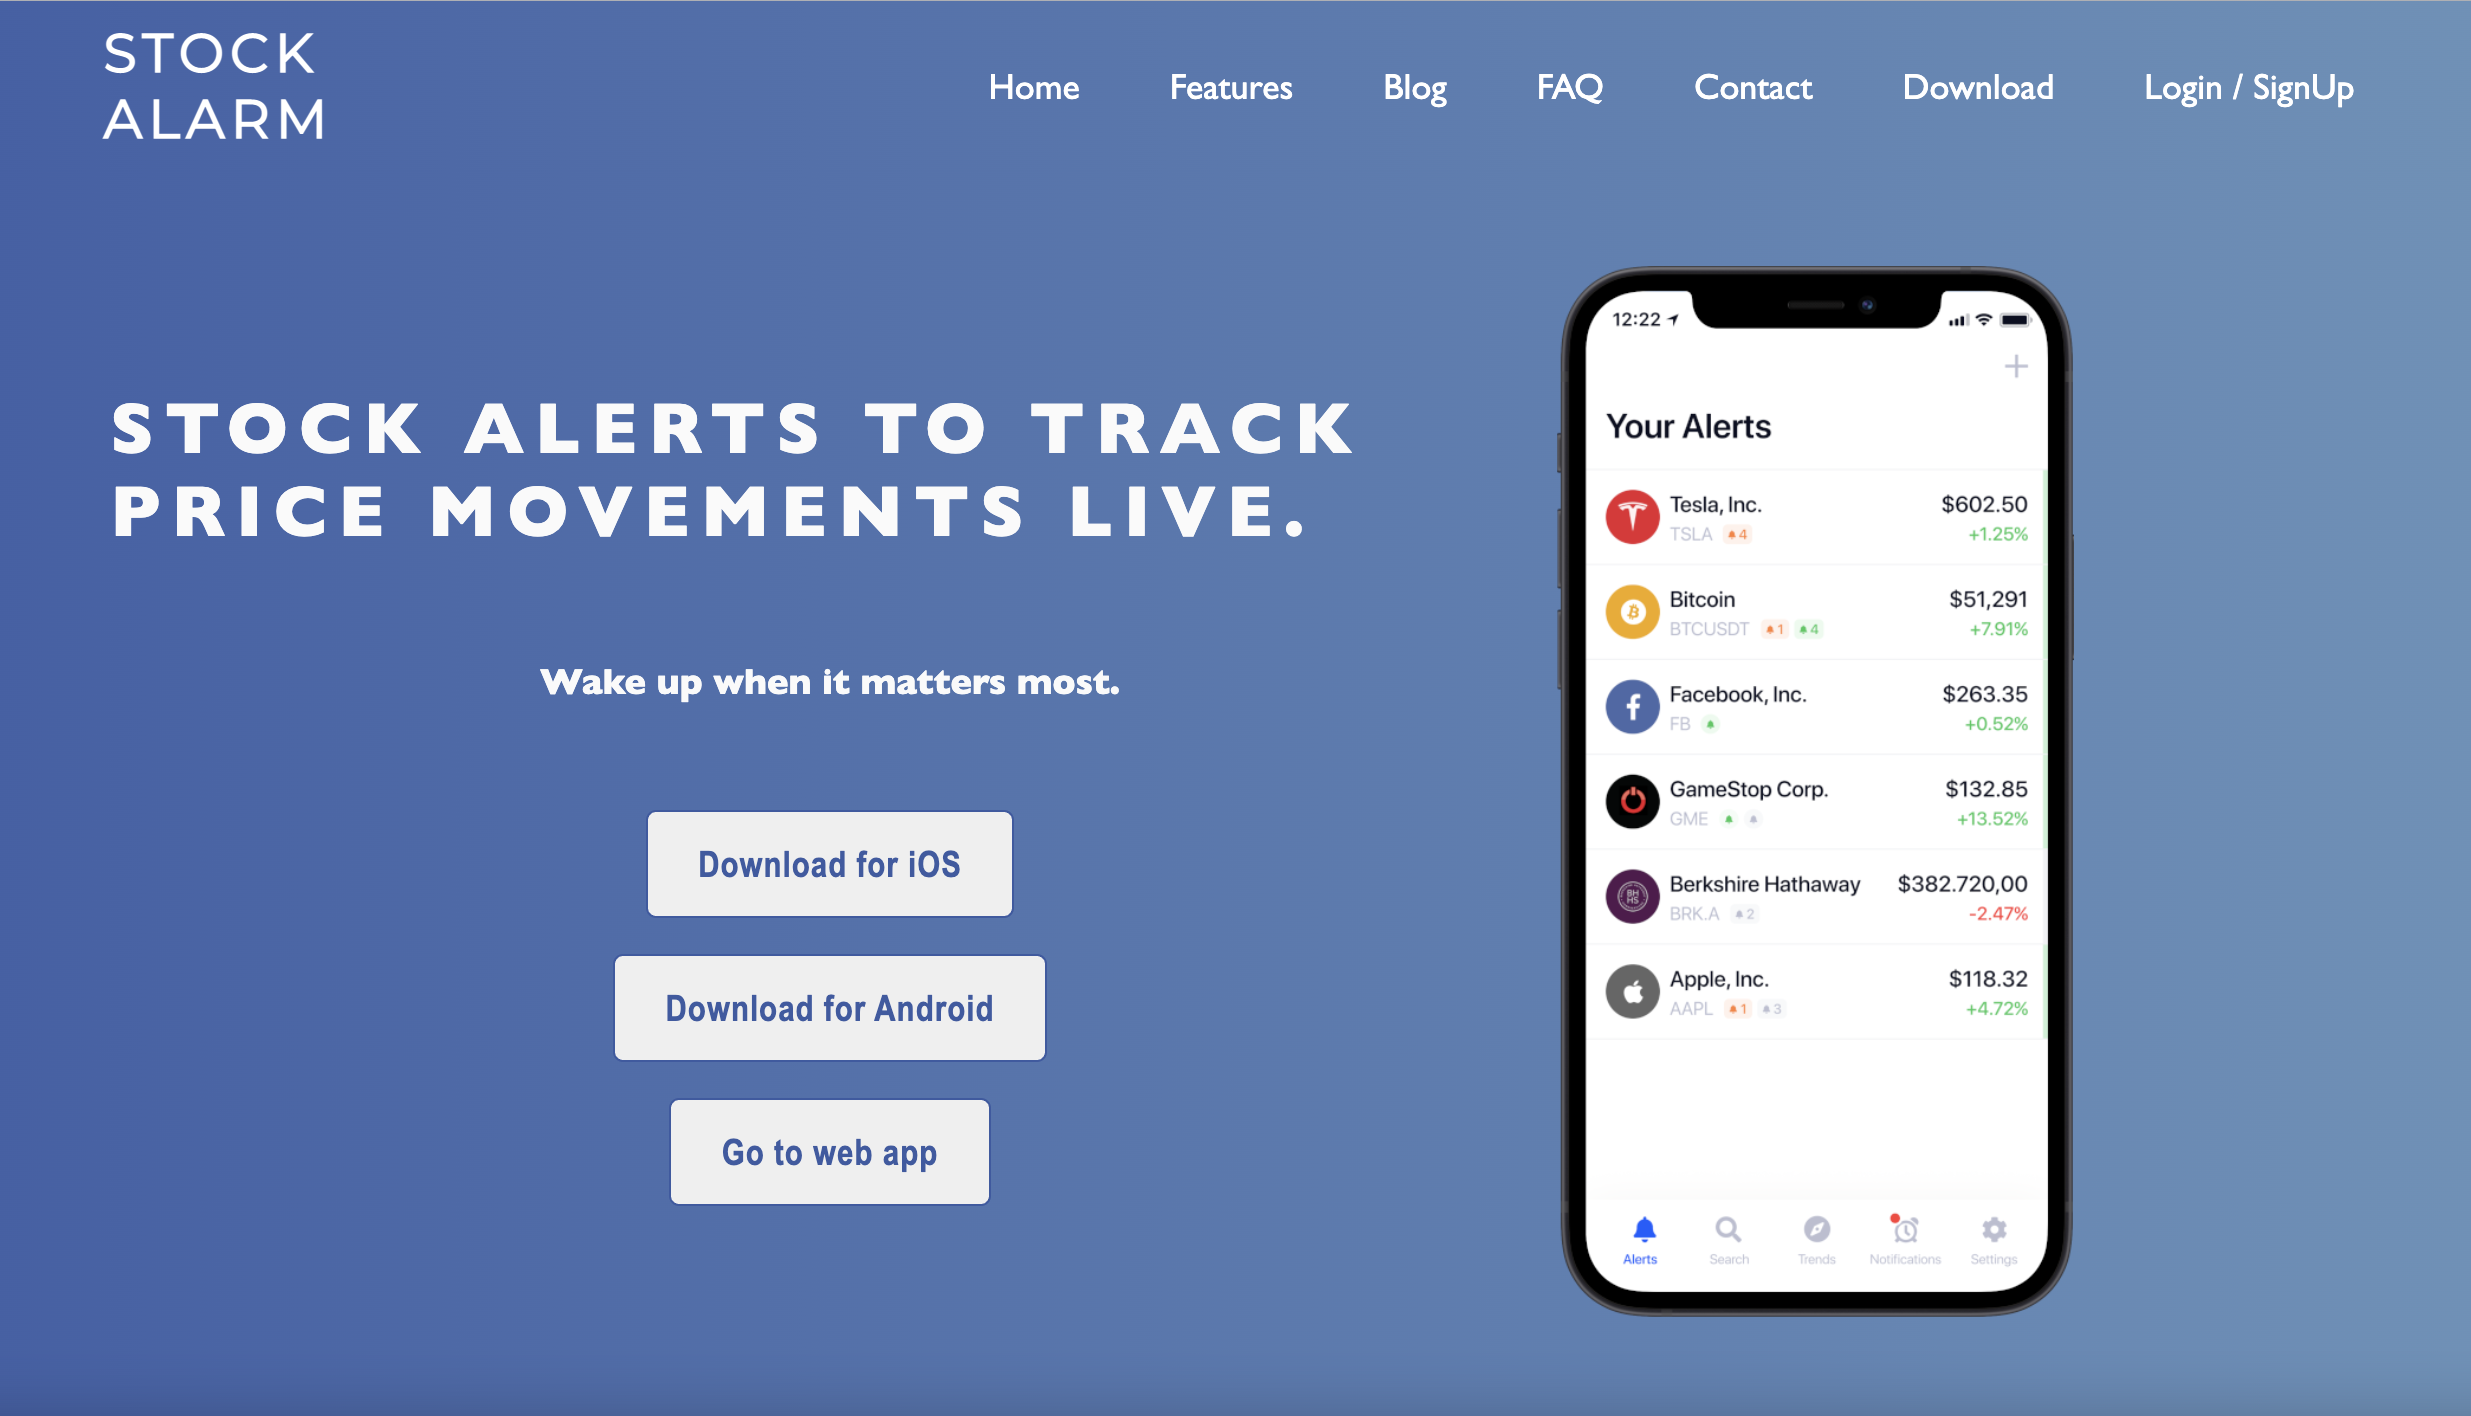 STOCK
ALARM
Home Features Blog FAQ Contact Download Login / SignUp
STOCK ALERTS TO TRACK
PRICE MOVEMENTS LIVE.
Wake up when it matters most.
Download for iOS
Download for Android
Go to web app
12:22
Your Alerts
Tesla, Inc. $602.50
TSLA 4 +1.25%
Bitcoin $51,291
BTCUSDT 1 4 +7.91%
Facebook, Inc. $263.35
FB +0.52%
GameStop Corp. $132.85
GME +13.52%
BH
HS
Berkshire Hathaway $382.720,00
BRK.A 2 -2.47%
Apple, Inc. $118.32
AAPL 1 3 +4.72%
Alerts Search Trends Notifications Settings